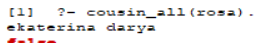 [1]  ?- cousin_all(rosa).
ekaterina darya
false